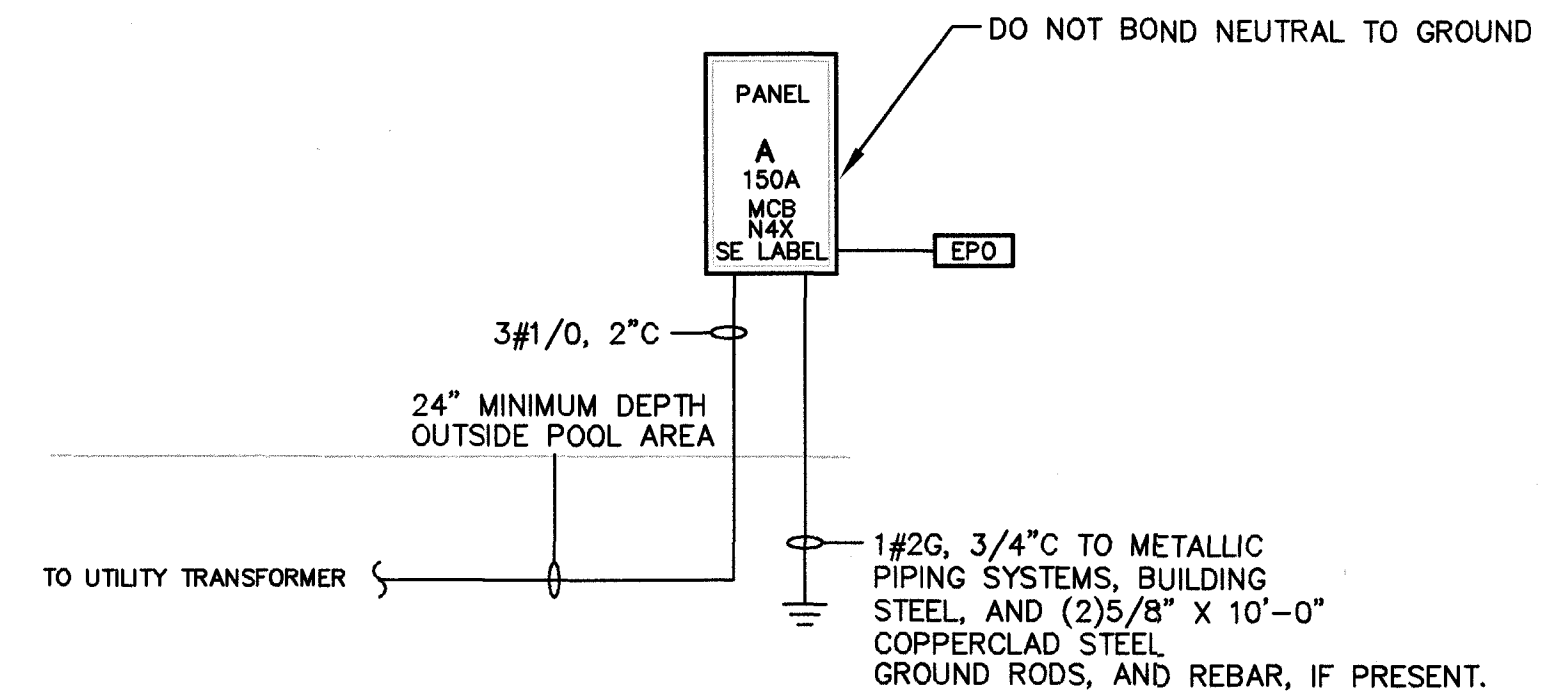 DO NOT BOND NEUTRAL TO GROUND
PANEL
A
150A
MCB
N4X
SE LABEL
EPO
3#1/0, 2"C
24" MINIMUM DEPTH
OUTSIDE POOL AREA
TO UTILITY TRANSFORMER
1#2G, 3/4"C TO METALLIC
PIPING SYSTEMS, BUILDING
STEEL, AND (2)5/8" X 10'-0"
COPPERCLAD STEEL
GROUND RODS, AND REBAR, IF PRESENT.